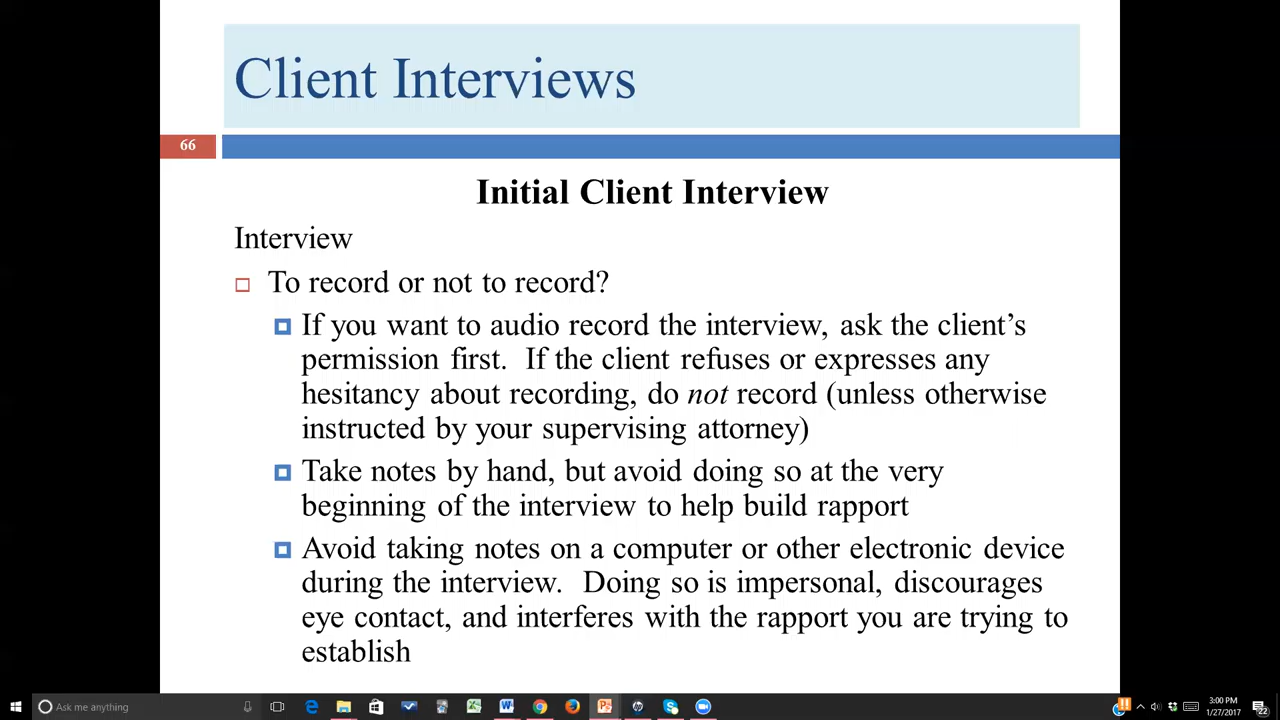 Client Interviews
66
Initial Client Interview
Interview
To record or not to record?
If you want to audio record the interview, ask the client’s
permission first.  If the client refuses or expresses any
hesitancy about recording, do not record (unless otherwise
instructed by your supervising attorney)
Take notes by hand, but avoid doing so at the very
beginning of the interview to help build rapport
Avoid taking notes on a computer or other electronic device
during the interview.  Doing so is impersonal, discourages
eye contact, and interferes with the rapport you are trying to
establish
Ask me anything
3:00 PM
1/27/2017
22